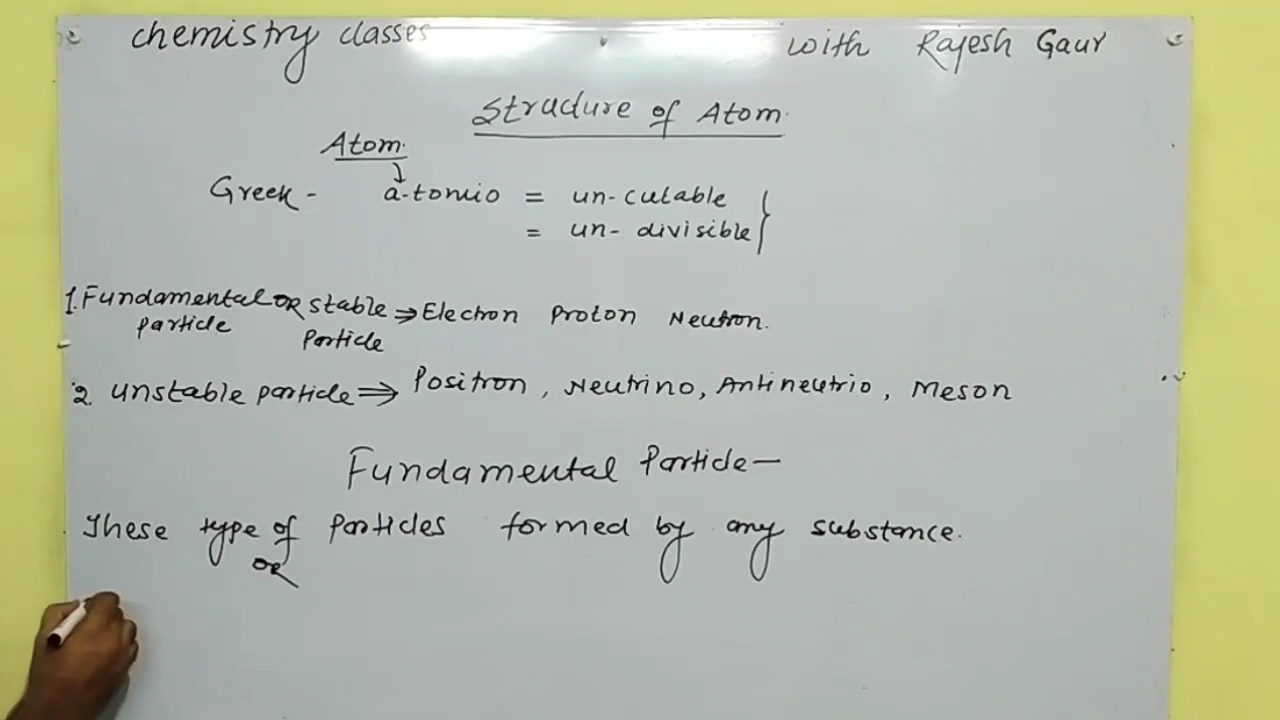 chemistry classes with Rajesh Gaur
Structure of Atom.
Atom.
↓
Greek - a-tomio = un-cutable
= un-divisible
1. Fundamental OR stable ⇒ Electron Proton Neutron.
particle Particle
2. unstable particle ⇒ Positron, Neutrino, Antineutrio, Meson
Fundamental Particle —
These type of Particles formed by any substance.
OR